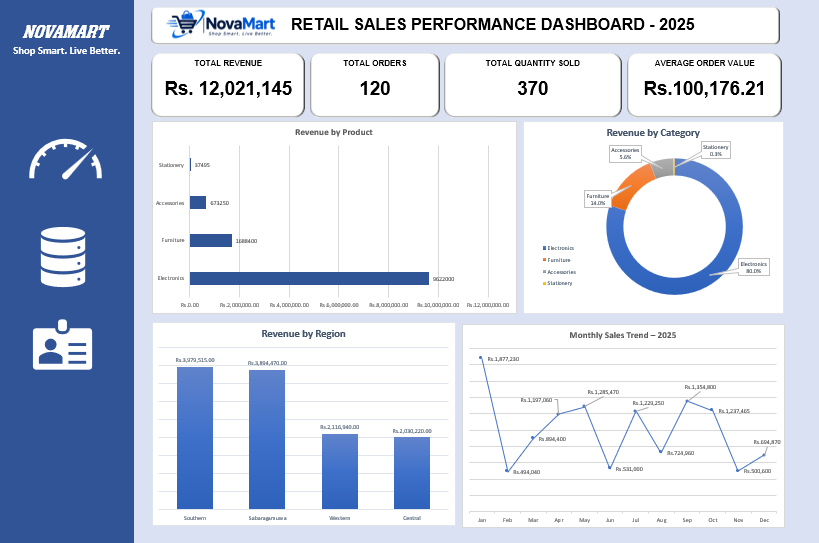 NOVAMART
Shop Smart. Live Better.
NovaMart
Shop Smart. Live Better.
RETAIL SALES PERFORMANCE DASHBOARD - 2025
TOTAL REVENUE
Rs. 12,021,145
TOTAL ORDERS
120
TOTAL QUANTITY SOLD
370
AVERAGE ORDER VALUE
Rs.100,176.21
Revenue by Product
Stationery
37495
Accessories
673250
Furniture
1688400
Electronics
9622000
Rs.0.00 Rs.2,000,000.00 Rs.4,000,000.00 Rs.6,000,000.00 Rs.8,000,000.00 Rs.10,000,000.00 Rs.12,000,000.00
Revenue by Category
Accessories
5.6%
Stationery
0.3%
Furniture
14.0%
Electronics
80.0%
Electronics
Furniture
Accessories
Stationery
Revenue by Region
Rs.3,979,515.00
Rs.3,894,470.00
Rs.2,116,940.00
Rs.2,030,220.00
Southern Sabaragamuwa Western Central
Monthly Sales Trend – 2025
Rs.1,877,230
Rs.494,040
Rs.894,400
Rs.1,197,060
Rs.1,285,470
Rs.531,000
Rs.1,229,250
Rs.724,960
Rs.1,354,800
Rs.1,237,465
Rs.500,600
Rs.694,870
Jan Feb Mar Apr May Jun Jul Aug Sep Oct Nov Dec